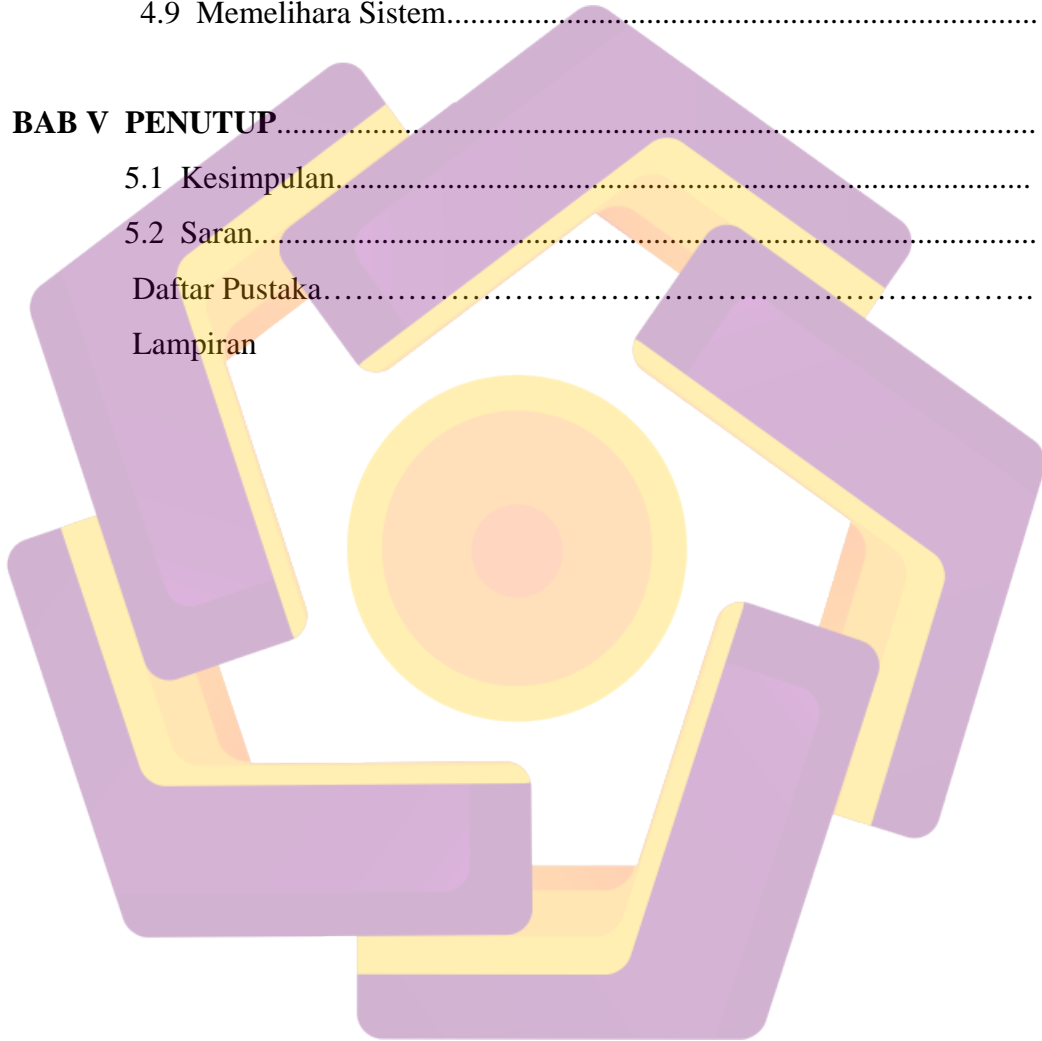 4.9 Memelihara Sistem..........................................................................
BAB V PENUTUP...............................................................................................
5.1 Kesimpulan.......................................................................................
5.2 Saran..................................................................................................
Daftar Pustaka……………………………………………………………….
Lampiran